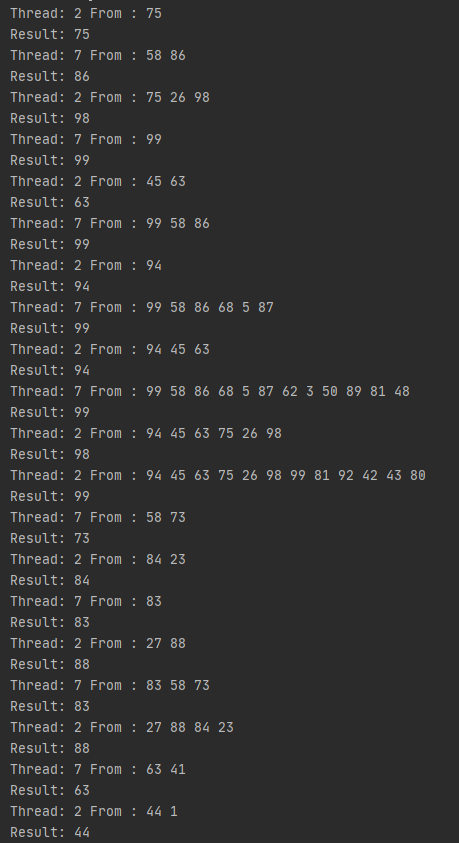 Thread: 2 From : 75
Result: 75
Thread: 7 From : 58 86
Result: 86
Thread: 2 From : 75 26 98
Result: 98
Thread: 7 From : 99
Result: 99
Thread: 2 From : 45 63
Result: 63
Thread: 7 From : 99 58 86
Result: 99
Thread: 2 From : 94
Result: 94
Thread: 7 From : 99 58 86 68 5 87
Result: 99
Thread: 2 From : 94 45 63
Result: 94
Thread: 7 From : 99 58 86 68 5 87 62 3 50 89 81 48
Result: 99
Thread: 2 From : 94 45 63 75 26 98
Result: 98
Thread: 2 From : 94 45 63 75 26 98 99 81 92 42 43 80
Result: 99
Thread: 7 From : 58 73
Result: 73
Thread: 2 From : 84 23
Result: 84
Thread: 7 From : 83
Result: 83
Thread: 2 From : 27 88
Result: 88
Thread: 7 From : 83 58 73
Result: 83
Thread: 2 From : 27 88 84 23
Result: 88
Thread: 7 From : 63 41
Result: 63
Thread: 2 From : 44 1
Result: 44